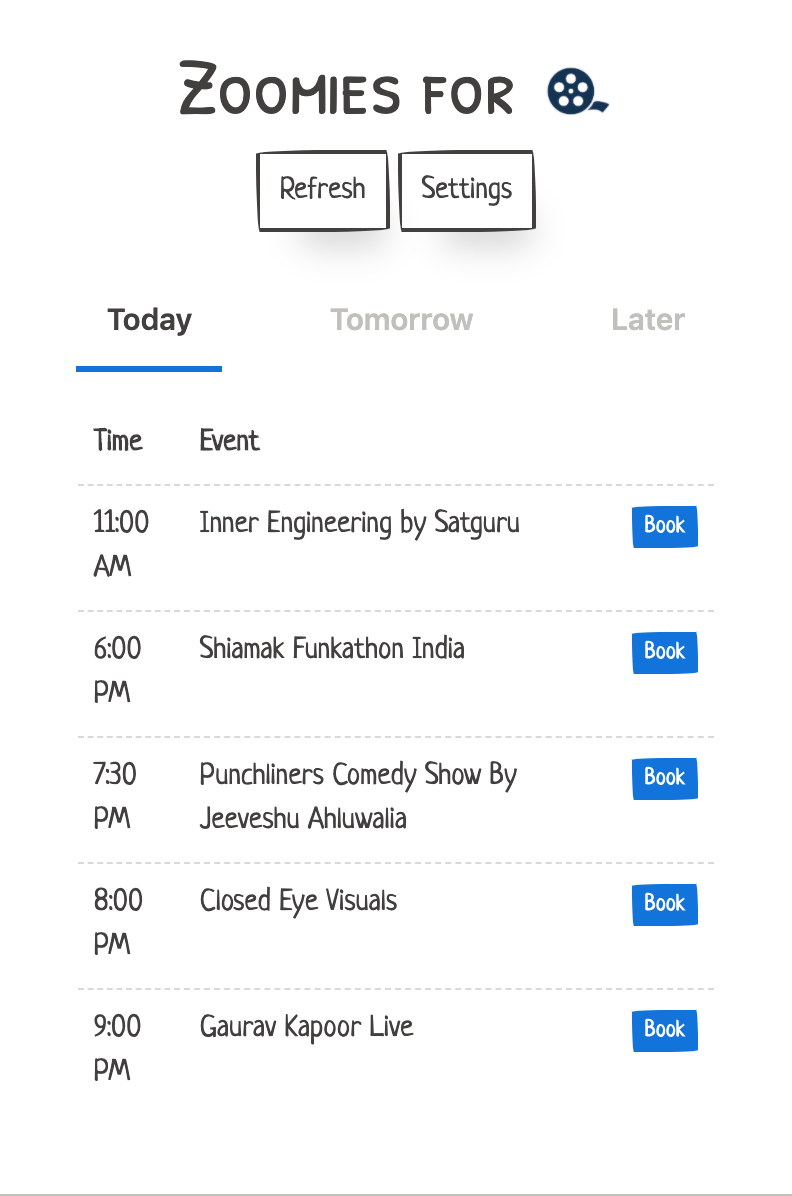 Zoomies for
Refresh Settings
Today Tomorrow Later
Time Event
11:00 Inner Engineering by Satguru Book
AM
6:00 Shiamak Funkathon India Book
PM
7:30 Punchliners Comedy Show By Book
PM Jeeveshu Ahluwalia
8:00 Closed Eye Visuals Book
PM
9:00 Gaurav Kapoor Live Book
PM